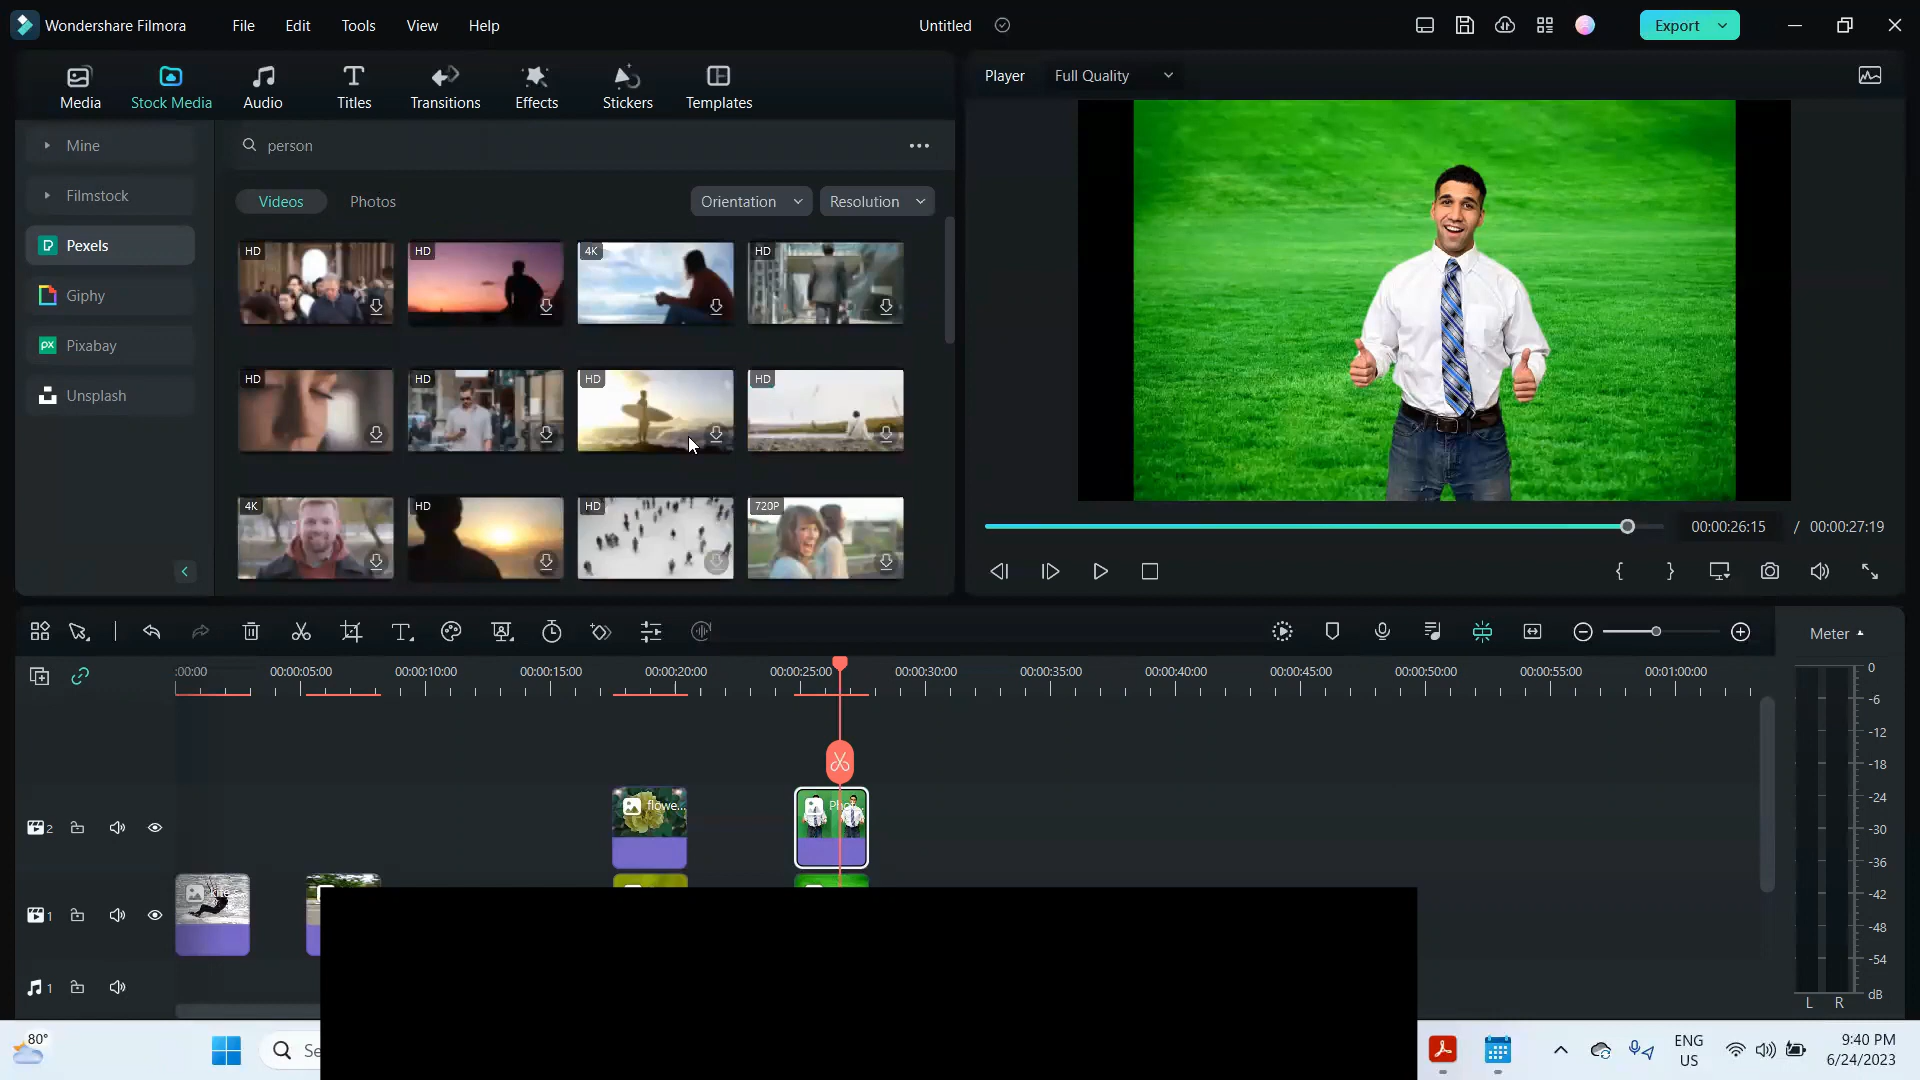 Wondershare Filmora
File
Edit
Tools
View
Help
Untitled
Export
Media
Stock Media
Audio
Titles
Transitions
Effects
Stickers
Templates
Player
Full Quality
Mine
Filmstock
Pexels
Giphy
Pixabay
Unsplash
person
Videos
Photos
Orientation
Resolution
HD
HD
4K
HD
HD
HD
HD
HD
4K
HD
HD
720P
00:00:26:15
/
00:00:27:19
Meter
:00:00
00:00:05:00
00:00:10:00
00:00:15:00
00:00:20:00
00:00:25:00
00:00:30:00
00:00:35:00
00:00:40:00
00:00:45:00
00:00:50:00
00:00:55:00
00:01:00:00
0
-6
-12
-18
-24
-30
-36
-42
-48
-54
dB
L R
2
flowe...
1
1
80°
Se
ENG
US
9:40 PM
6/24/2023